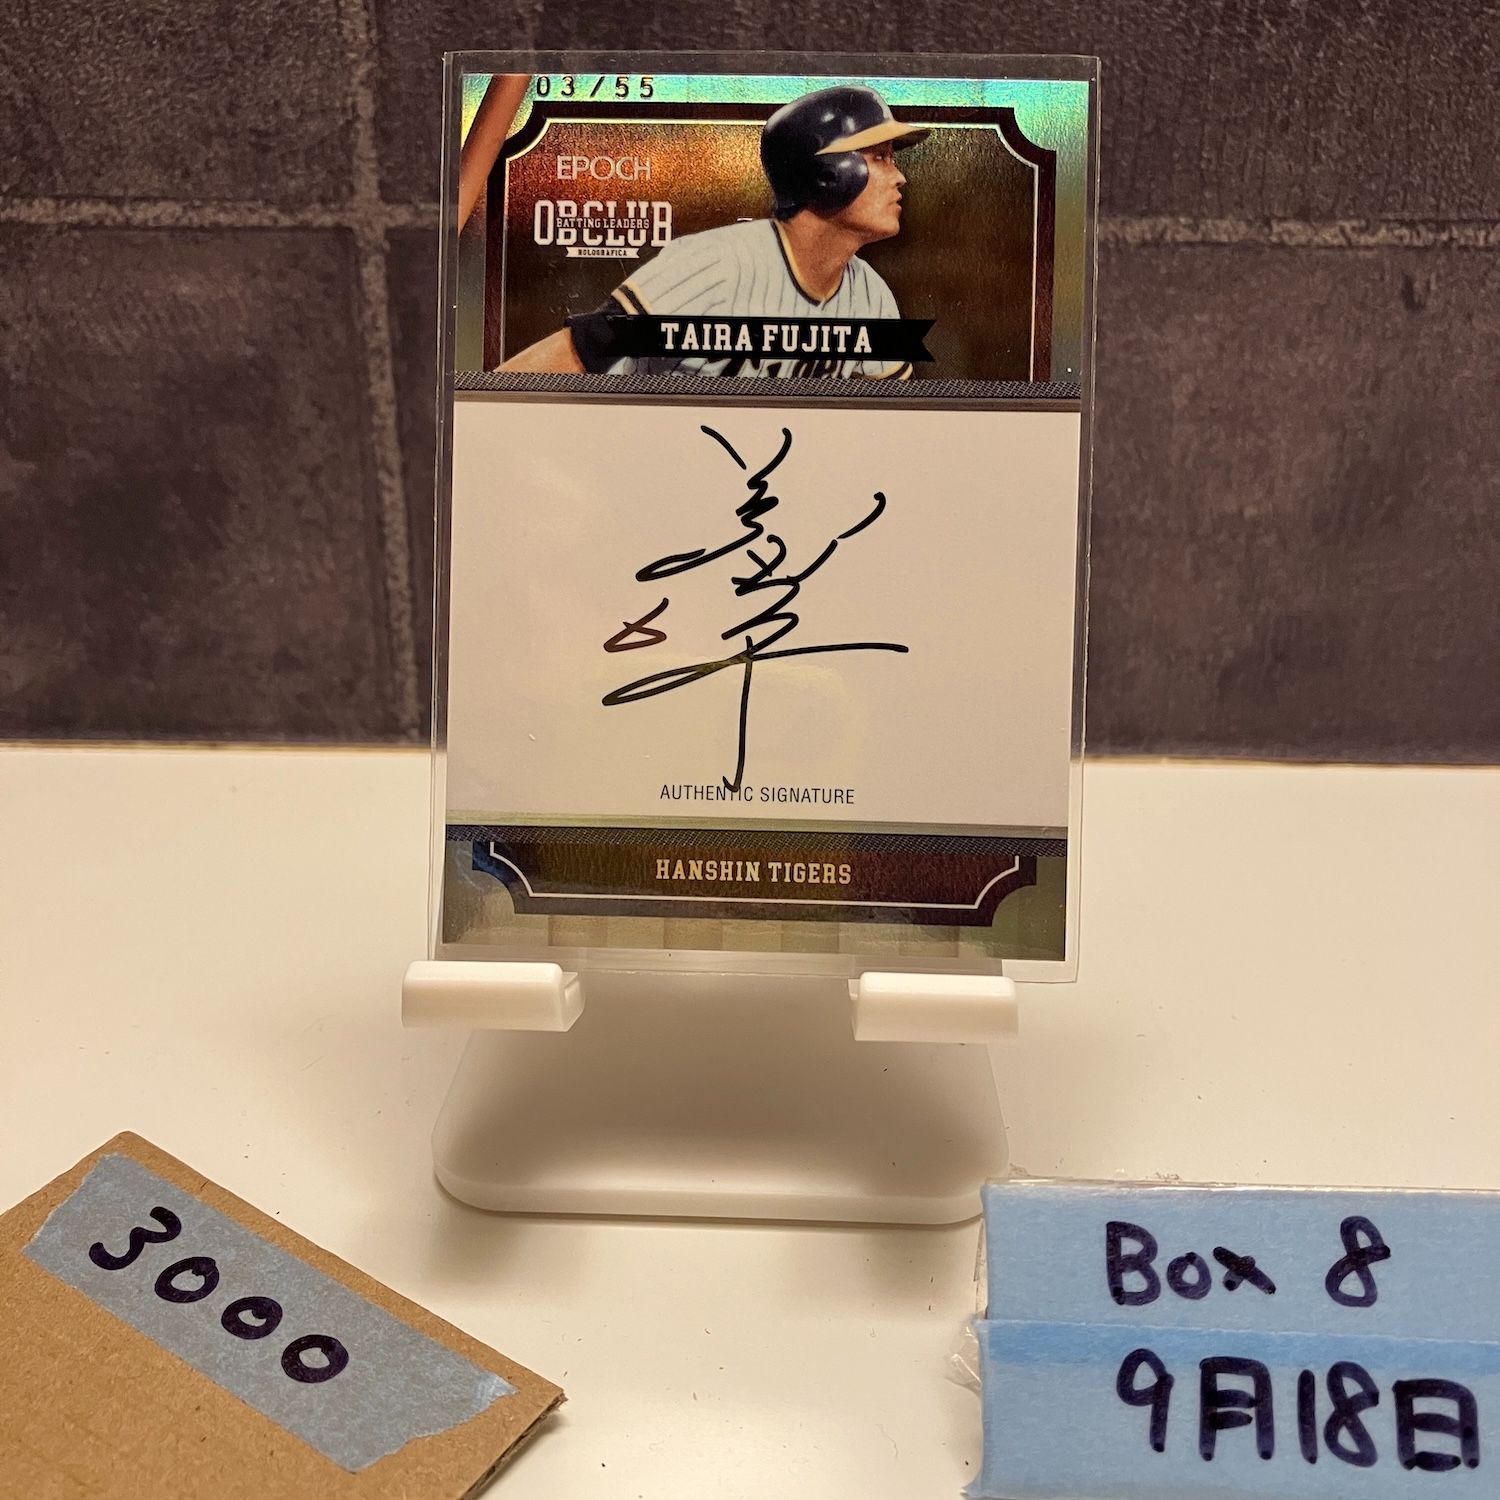 03/55
EPOCH
OBCLUB
BATTING LEADERS
HOLOGRAFICA
TAIRA FUJITA
AUTHENTIC SIGNATURE
HANSHIN TIGERS
3000
Box 8
9月18日